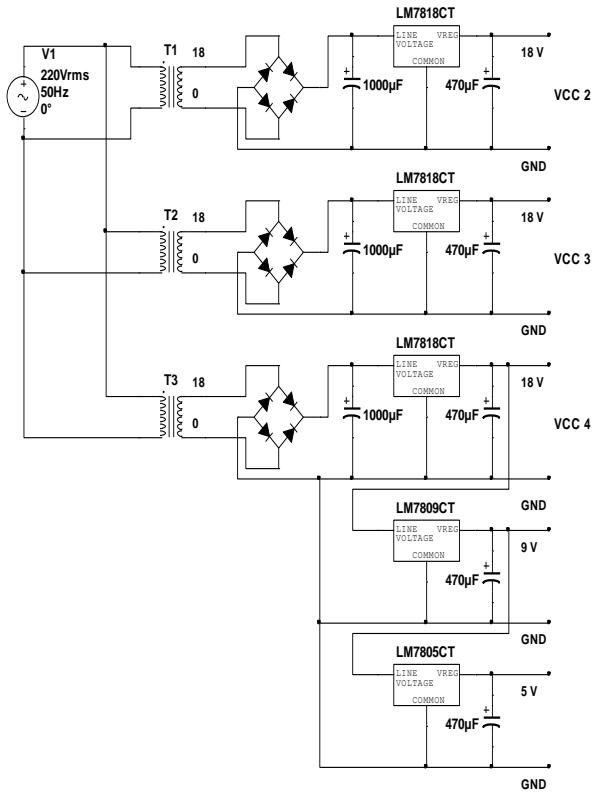 LM7818CT
V1
T1
18
LINE VREG
VOLTAGE
COMMON
18 V
220Vrms
50Hz
0°
0
1000µF
470µF
VCC 2
GND
LM7818CT
T2
18
LINE VREG
VOLTAGE
COMMON
18 V
0
1000µF
470µF
VCC 3
GND
LM7818CT
T3
18
LINE VREG
VOLTAGE
COMMON
18 V
0
1000µF
470µF
VCC 4
GND
LM7809CT
LINE VREG
VOLTAGE
COMMON
9 V
470µF
GND
LM7805CT
LINE VREG
VOLTAGE
COMMON
5 V
470µF
GND